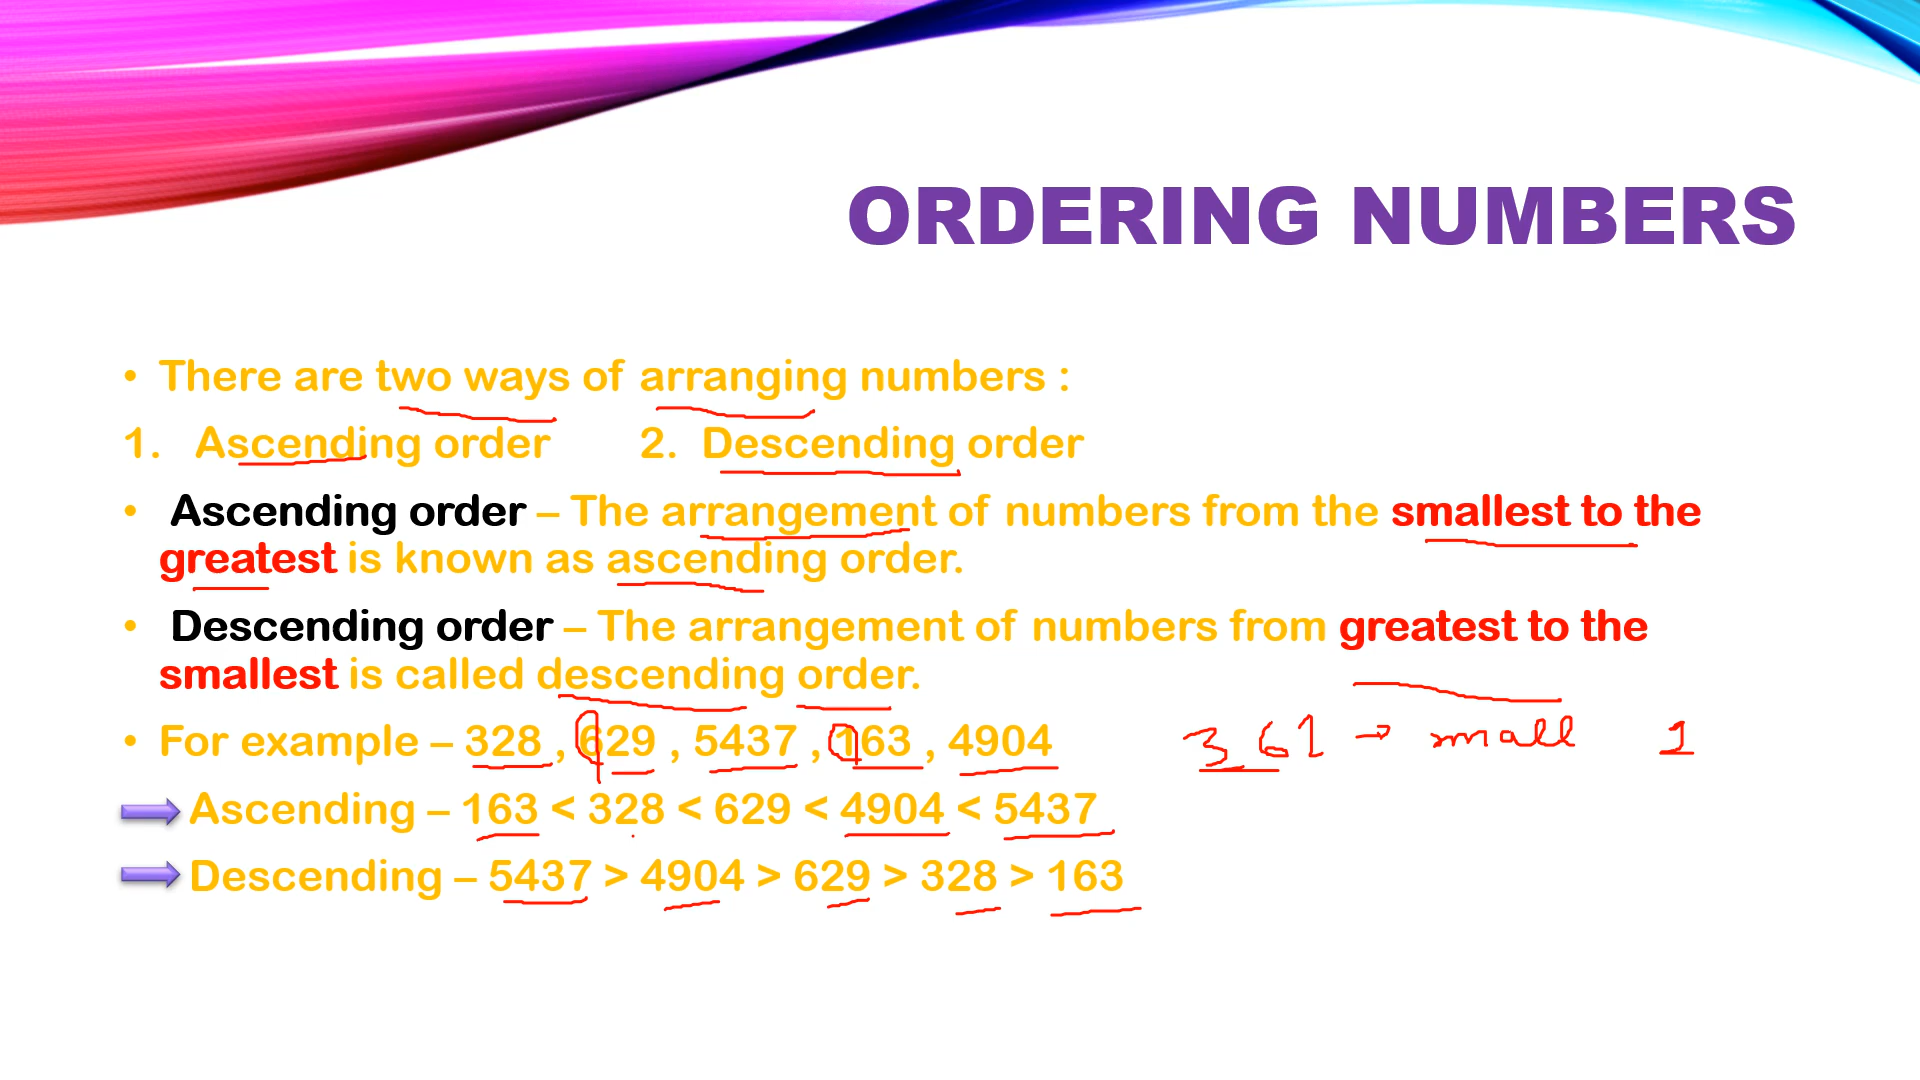 ORDERING NUMBERS
• There are two ways of arranging numbers :
1. Ascending order 2. Descending order
• Ascending order – The arrangement of numbers from the smallest to the
greatest is known as ascending order.
• Descending order – The arrangement of numbers from greatest to the
smallest is called descending order.
• For example – 328 , 629 , 5437 , 163 , 4904
3 6 1 → small 1
Ascending – 163 < 328 < 629 < 4904 < 5437
Descending – 5437 > 4904 > 629 > 328 > 163